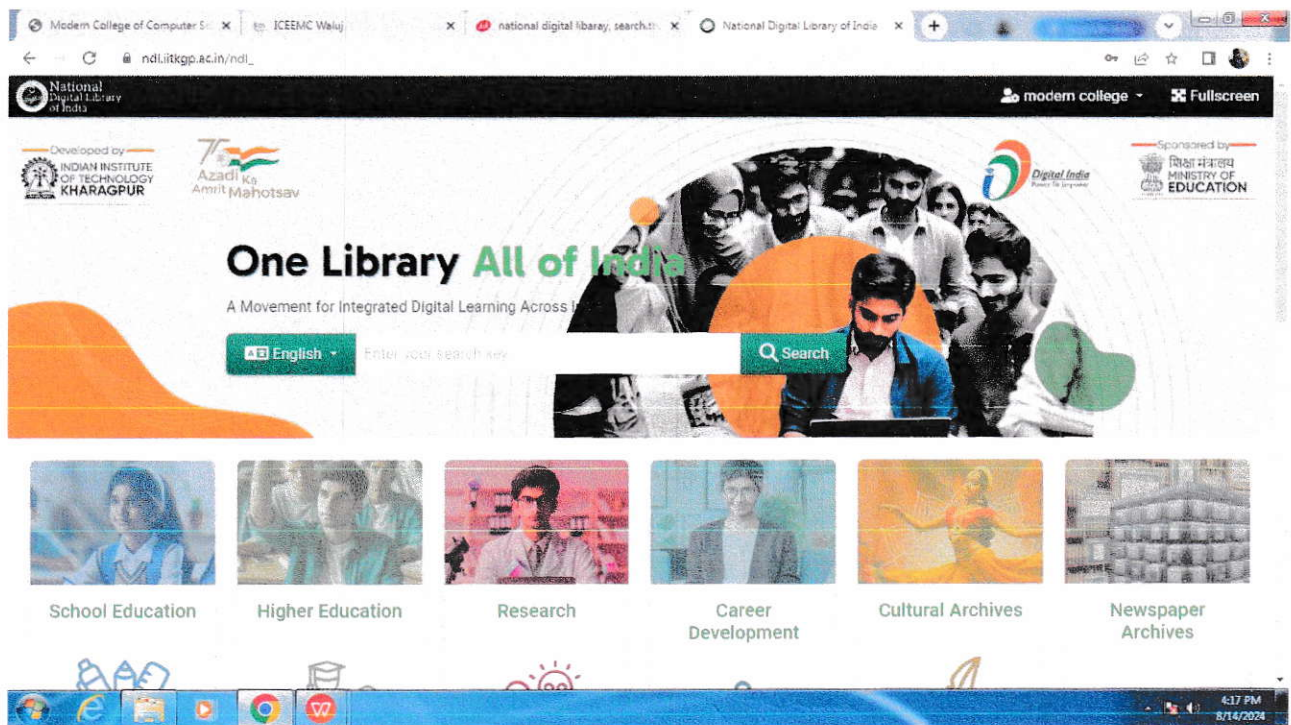 Modern College of Computer Sc
ICEEMC Waluj
national digital libaray, search.th
National Digital Library of India
ndl.iitkgp.ac.in/ndl_
National
Digital Library
of India
modern college
Fullscreen
Developed by
INDIAN INSTITUTE
OF TECHNOLOGY
KHARAGPUR
75
Azadi Ka
Amrit Mahotsav
Digital India
Power To Empower
Sponsored by
शिक्षा मंत्रालय
MINISTRY OF
EDUCATION
One Library All of India
A Movement for Integrated Digital Learning Across I
English
Enter your search key
Search
School Education
Higher Education
Research
Career
Development
Cultural Archives
Newspaper
Archives
4:17 PM
8/14/2024